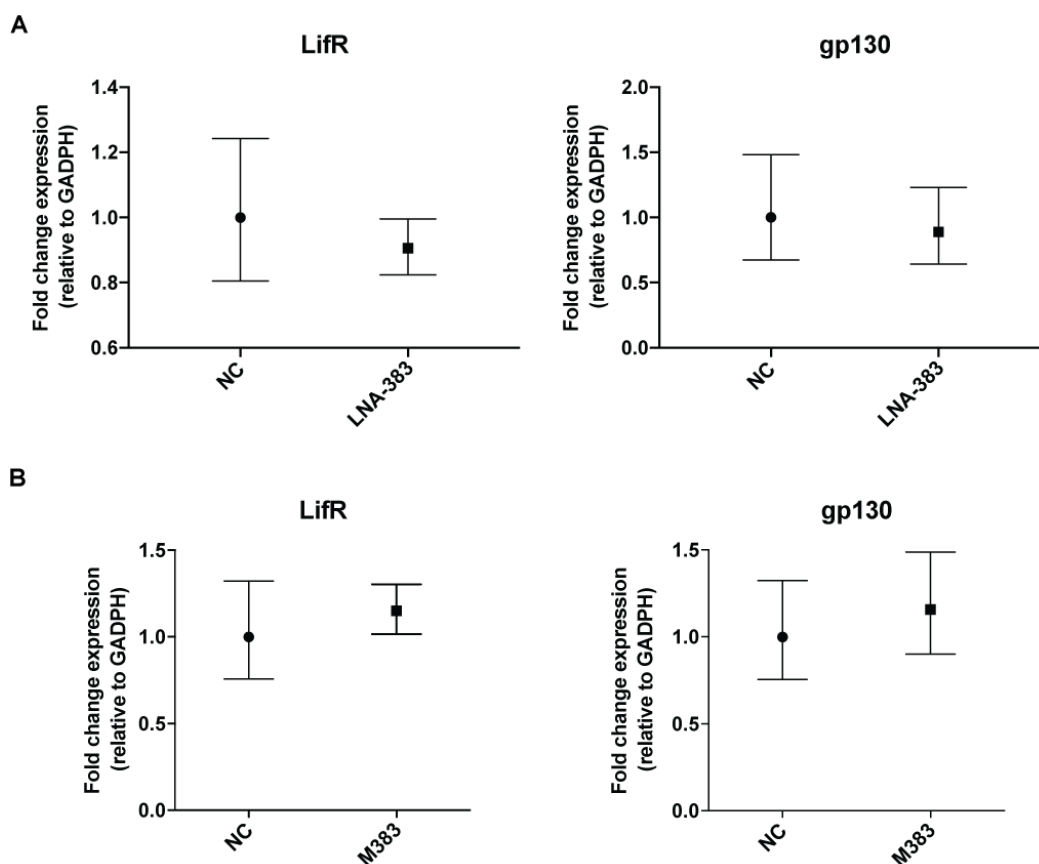 A
LifR
Fold change expression
(relative to GADPH)
1.4
1.2
1.0
0.8
0.6
NC
LNA-383
gp130
Fold change expression
(relative to GADPH)
2.0
1.5
1.0
0.5
0.0
NC
LNA-383
B
LifR
Fold change expression
(relative to GADPH)
1.5
1.0
0.5
0.0
NC
M383
gp130
Fold change expression
(relative to GADPH)
1.5
1.0
0.5
0.0
NC
M383